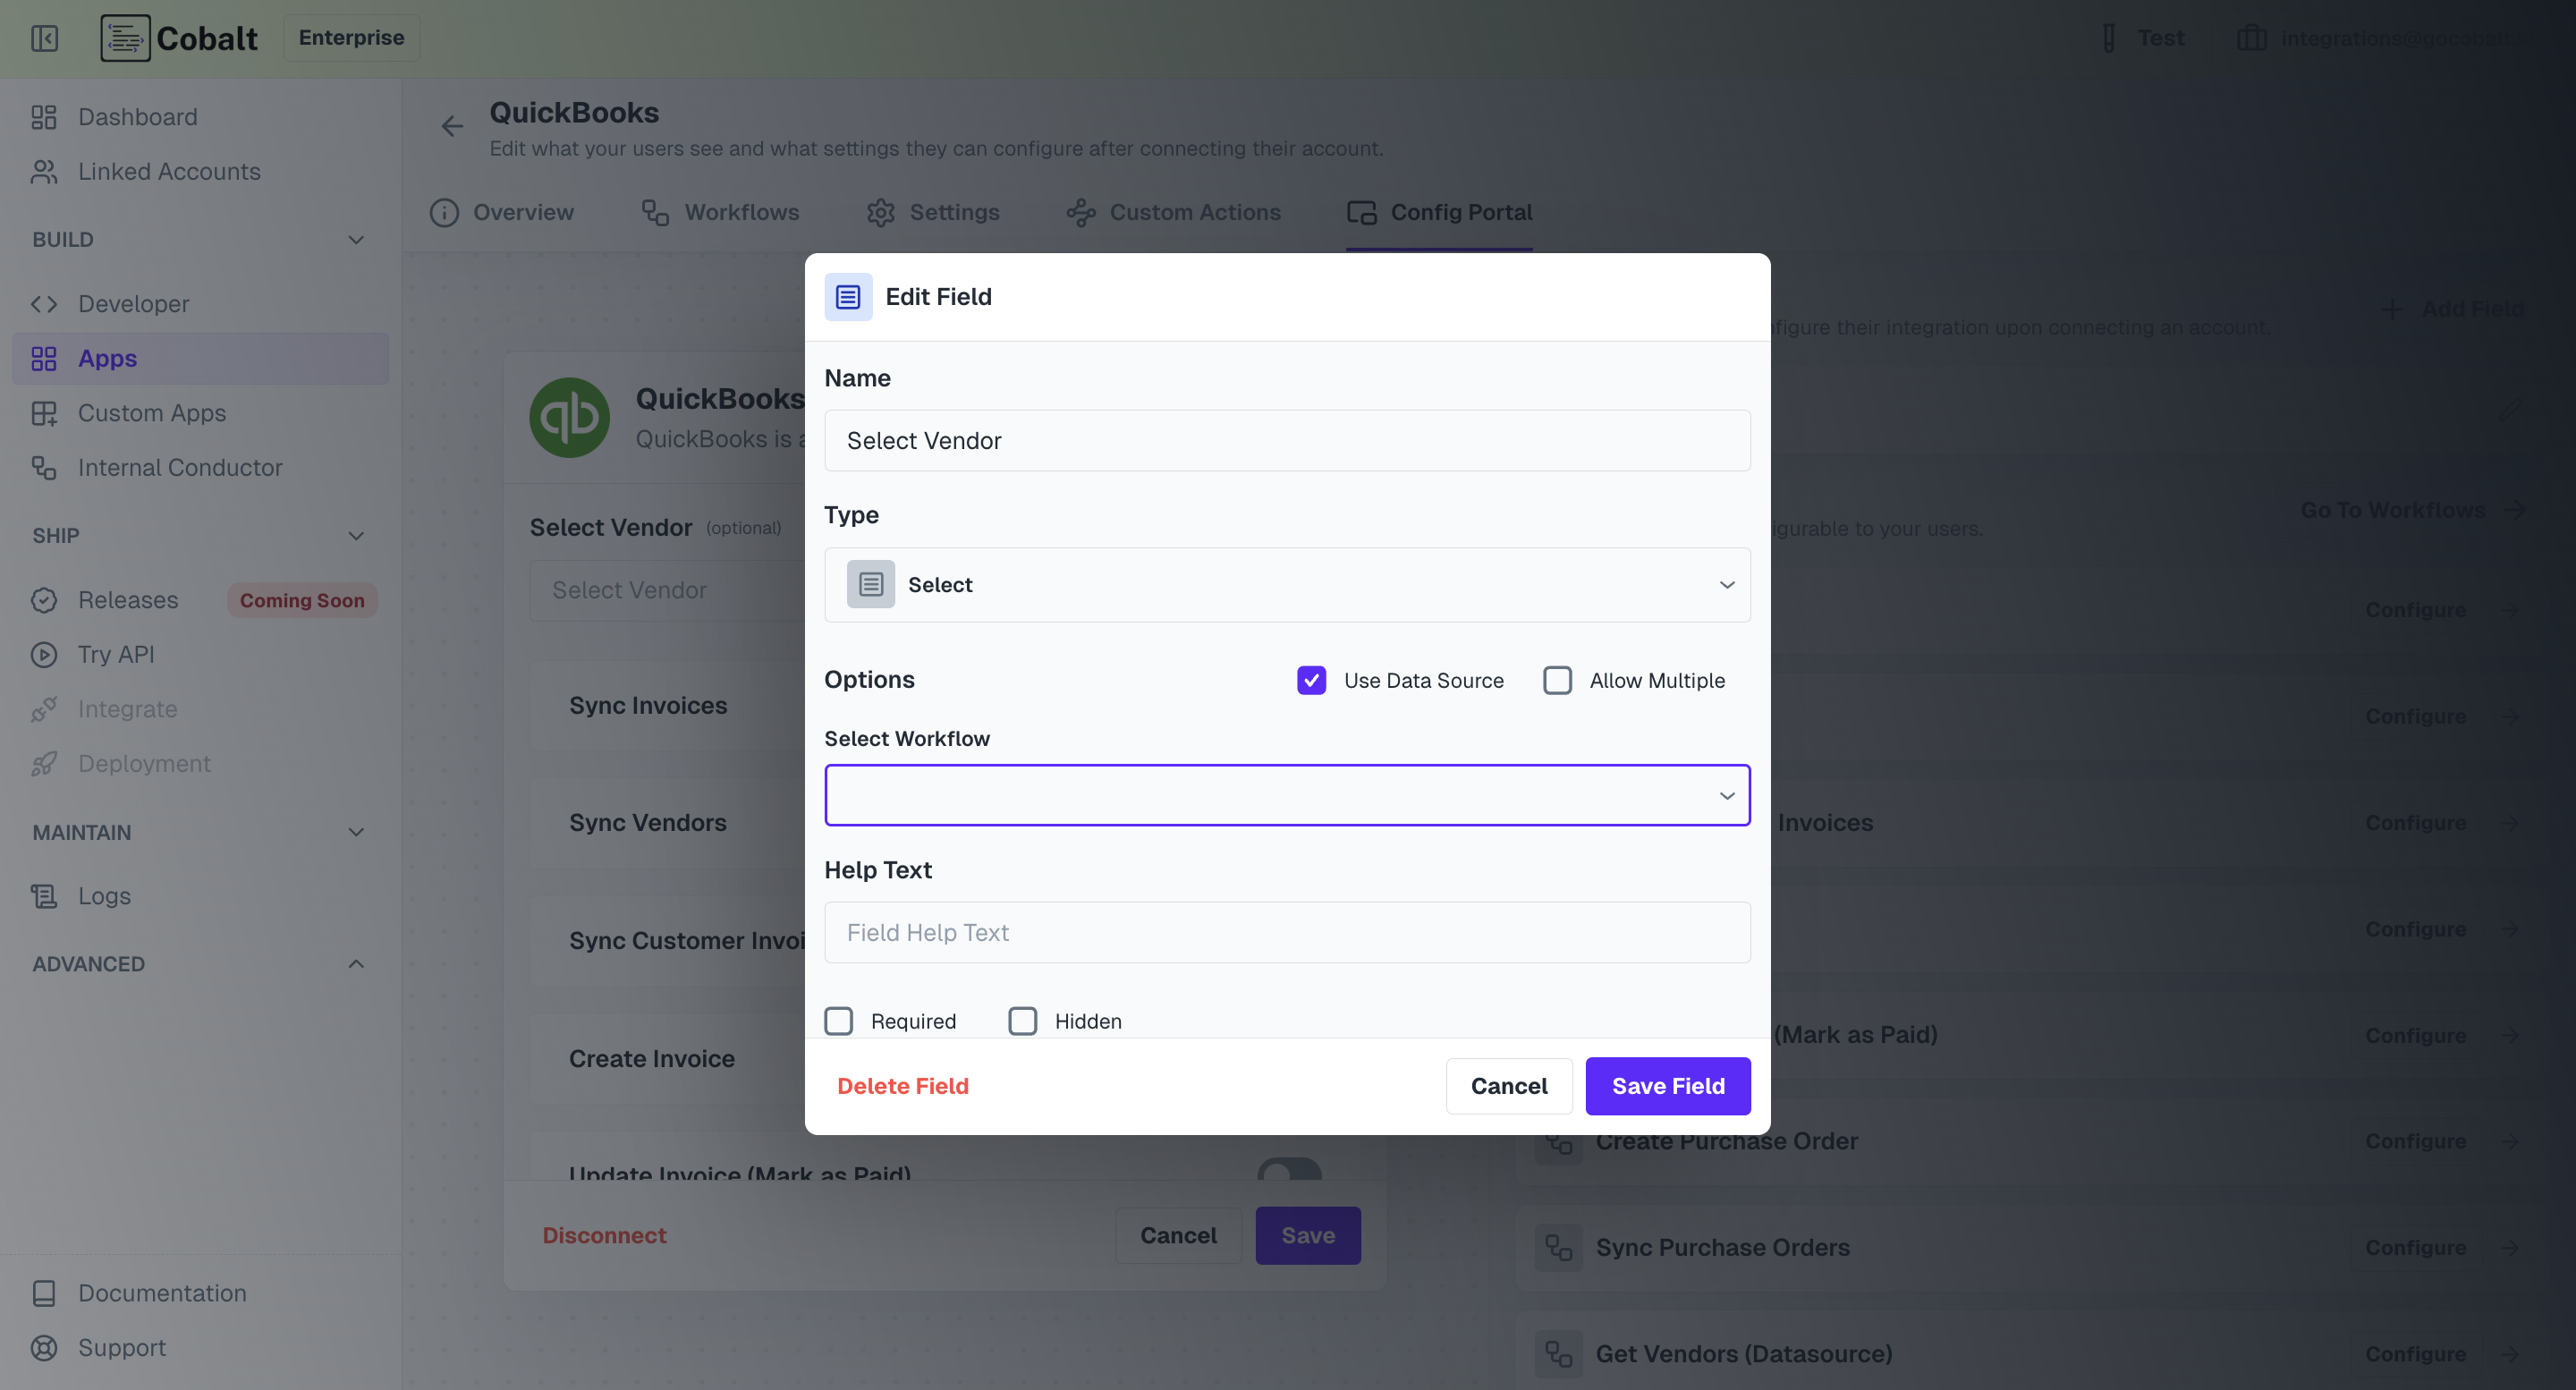 Cobalt
Enterprise
Test
integrations@gocobalt
Dashboard
Linked Accounts
BUILD
Developer
Apps
Custom Apps
Internal Conductor
SHIP
Releases
Coming Soon
Try API
Integrate
Deployment
MAINTAIN
Logs
ADVANCED
Documentation
Support
QuickBooks
Edit what your users see and what settings they can configure after connecting their account.
Overview
Workflows
Settings
Custom Actions
Config Portal
qb
QuickBooks
QuickBooks is
Select Vendor (optional)
Select Vendor
Sync Invoices
Sync Vendors
Sync Customer Invoi
Create Invoice
Update Invoice (Mark as Paid)
Disconnect
Cancel
Save
Edit Field
Name
Select Vendor
Type
Select
Options
Use Data Source
Allow Multiple
Select Workflow
Help Text
Field Help Text
Required
Hidden
Delete Field
Cancel
Save Field
Add Field
figure their integration upon connecting an account.
Go To Workflows
igurable to your users.
Configure
Configure
Invoices
Configure
Configure
(Mark as Paid)
Configure
Create Purchase Order
Configure
Sync Purchase Orders
Configure
Get Vendors (Datasource)
Configure